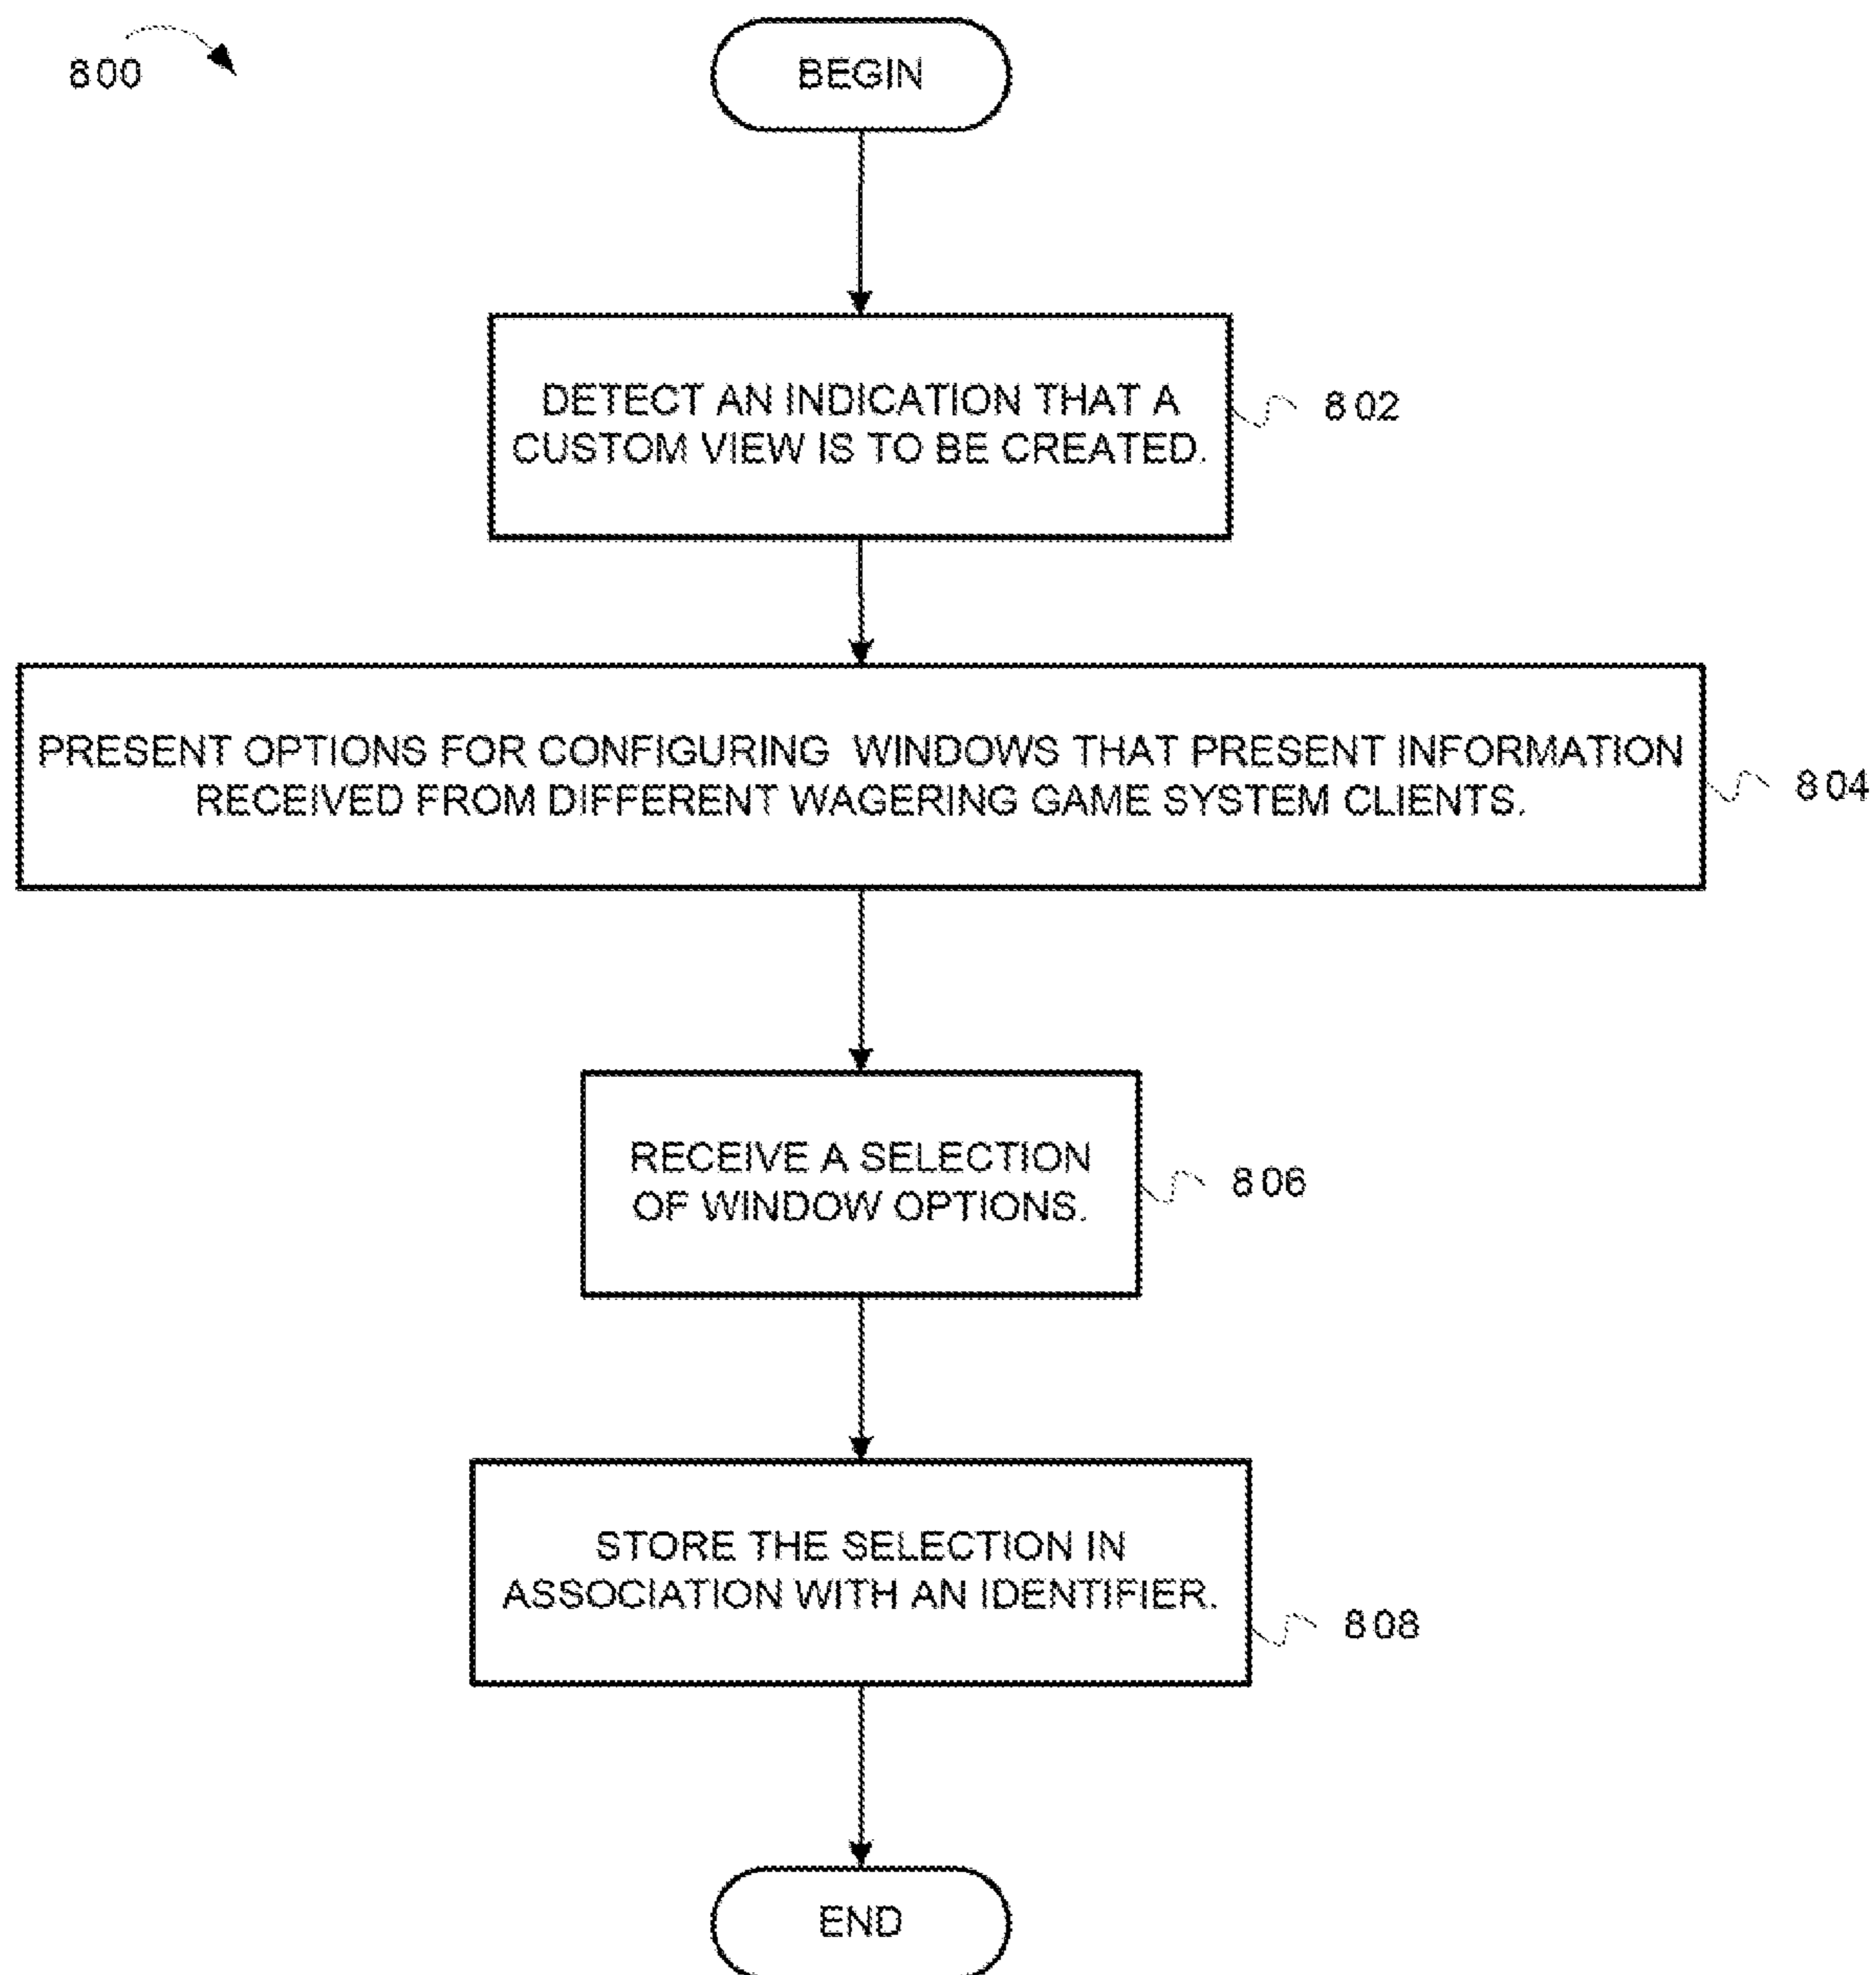 800
BEGIN
DETECT AN INDICATION THAT A
CUSTOM VIEW IS TO BE CREATED.
802
PRESENT OPTIONS FOR CONFIGURING WINDOWS THAT PRESENT INFORMATION
RECEIVED FROM DIFFERENT WAGERING GAME SYSTEM CLIENTS.
804
RECEIVE A SELECTION
OF WINDOW OPTIONS.
806
STORE THE SELECTION IN
ASSOCIATION WITH AN IDENTIFIER.
808
END